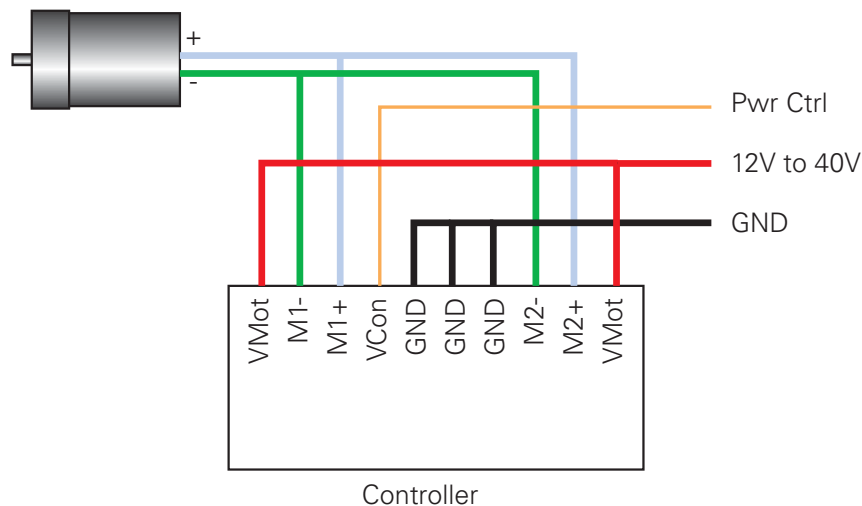 +
-
Pwr Ctrl
12V to 40V
GND
VMot
M1-
M1+
VCon
GND
GND
GND
M2-
M2+
VMot
Controller